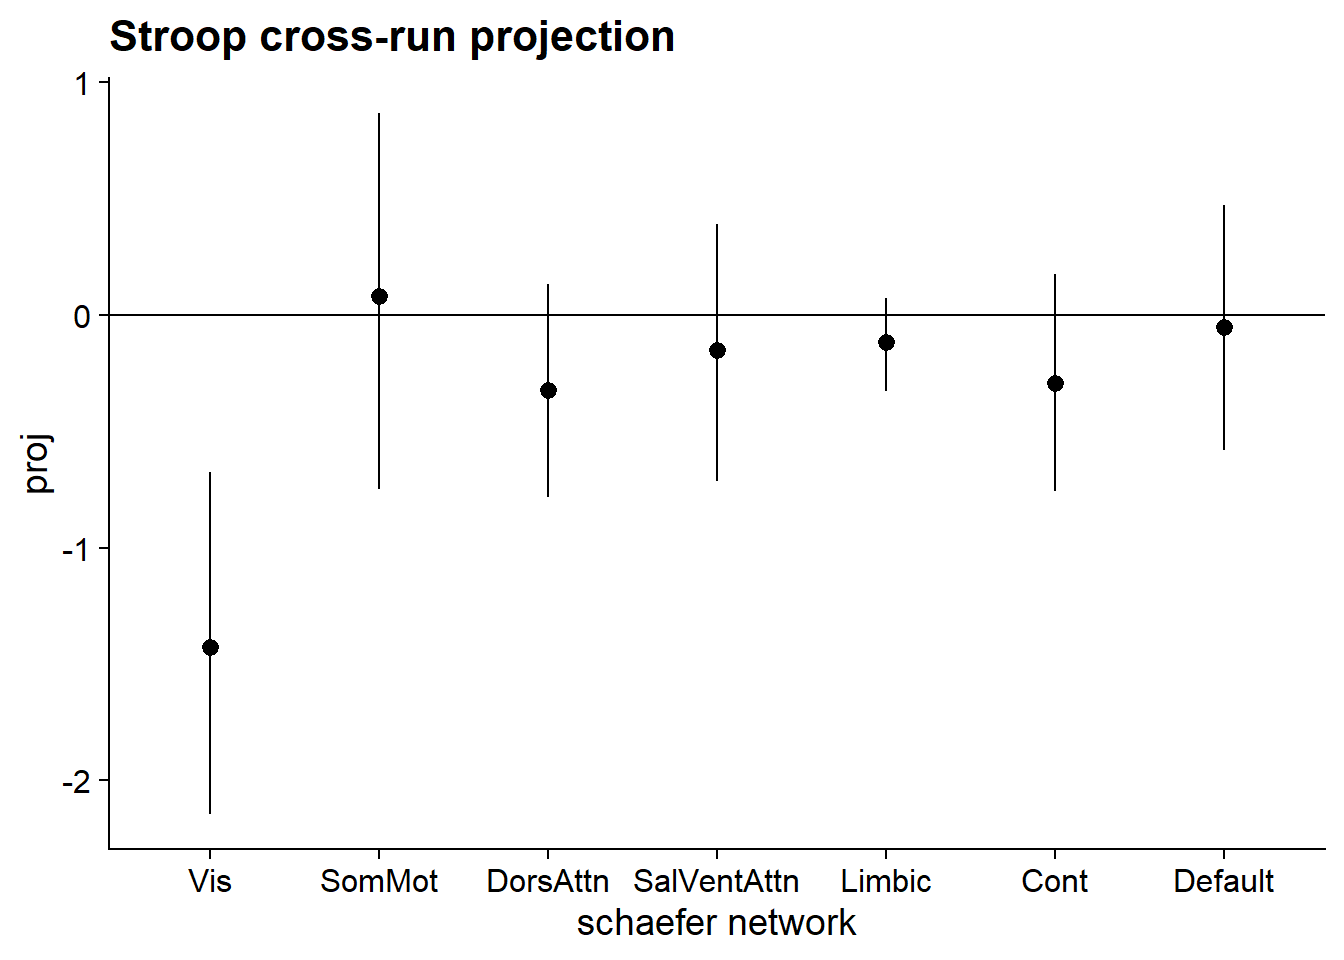 Stroop cross-run projection
1
0
-1
-2
proj
Vis SomMot DorsAttn SalVentAttn Limbic Cont Default
schaefer network